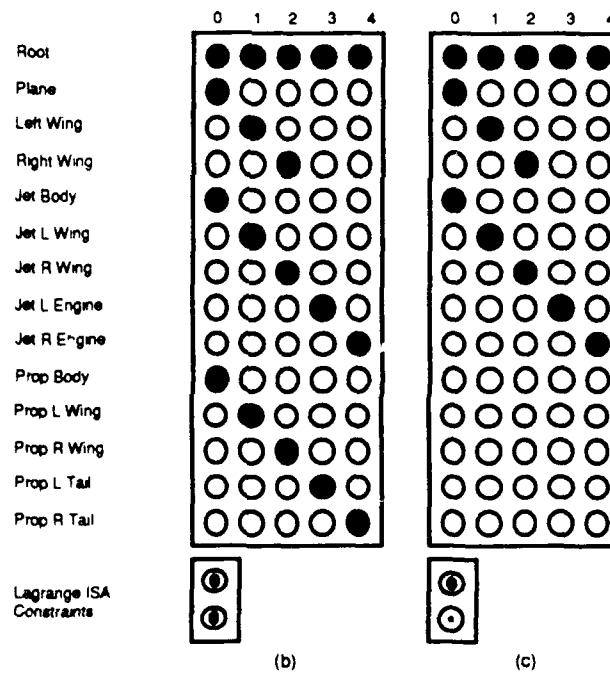 0 1 2 3 4 0 1 2 3 4
Root
Plane
Left Wing
Right Wing
Jet Body
Jet L Wing
Jet R Wing
Jet L Engine
Jet R Engine
Prop Body
Prop L Wing
Prop R Wing
Prop L Tail
Prop R Tail
Lagrange ISA
Constraints
(b) (c)